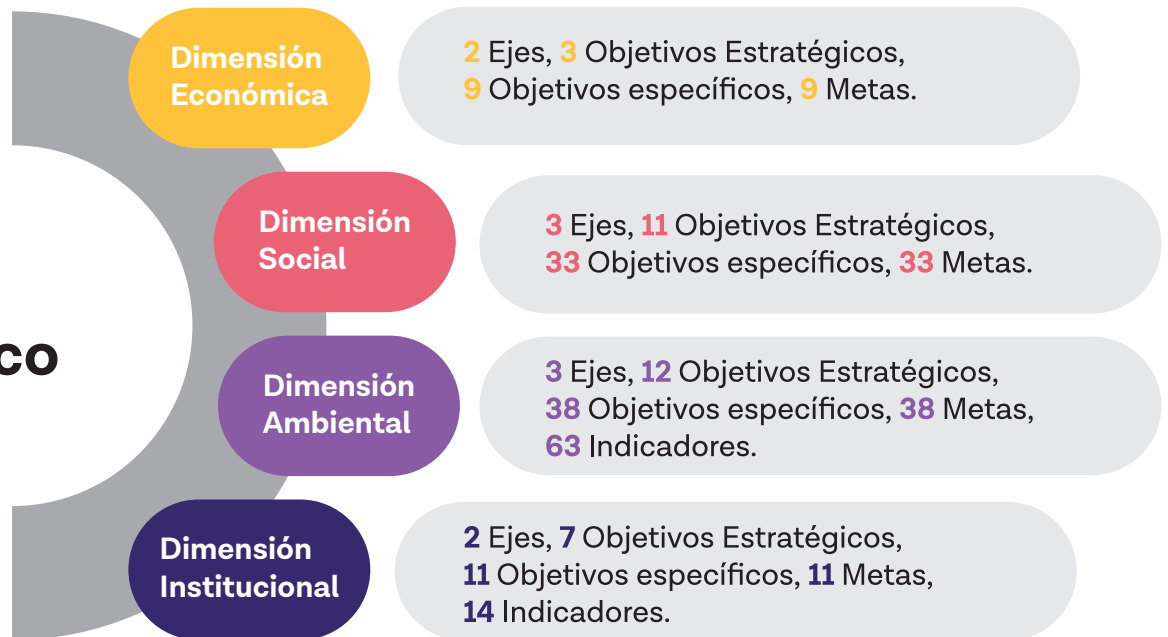 Dimensión
Económica
2 Ejes, 3 Objetivos Estratégicos,
9 Objetivos específicos, 9 Metas.
Dimensión
Social
3 Ejes, 11 Objetivos Estratégicos,
33 Objetivos específicos, 33 Metas.
co
Dimensión
Ambiental
3 Ejes, 12 Objetivos Estratégicos,
38 Objetivos específicos, 38 Metas,
63 Indicadores.
Dimensión
Institucional
2 Ejes, 7 Objetivos Estratégicos,
11 Objetivos específicos, 11 Metas,
14 Indicadores.